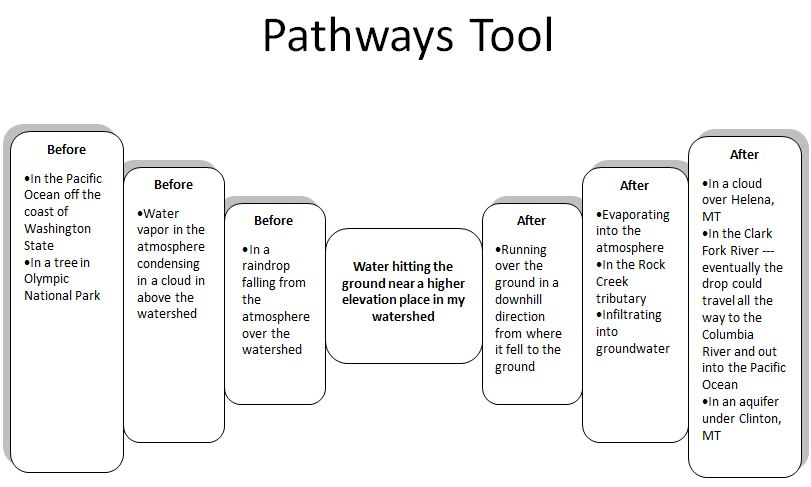 Pathways Tool
Before
•In the Pacific
Ocean off the
coast of
Washington
State
•In a tree in
Olympic
National Park
Before
•Water
vapor in the
atmosphere
condensing
in a cloud in
above the
watershed
Before
•In a
raindrop
falling from
the
atmosphere
over the
watershed
Water hitting the
ground near a higher
elevation place in my
watershed
After
•Running
over the
ground in a
downhill
direction
from where
it fell to the
ground
After
•Evaporating
into the
atmosphere
•In the Rock
Creek
tributary
•Infiltrating
into
groundwater
After
•In a cloud
over Helena,
MT
•In the Clark
Fork River ---
eventually the
drop could
travel all the
way to the
Columbia
River and out
into the Pacific
Ocean
•In an aquifer
under Clinton,
MT